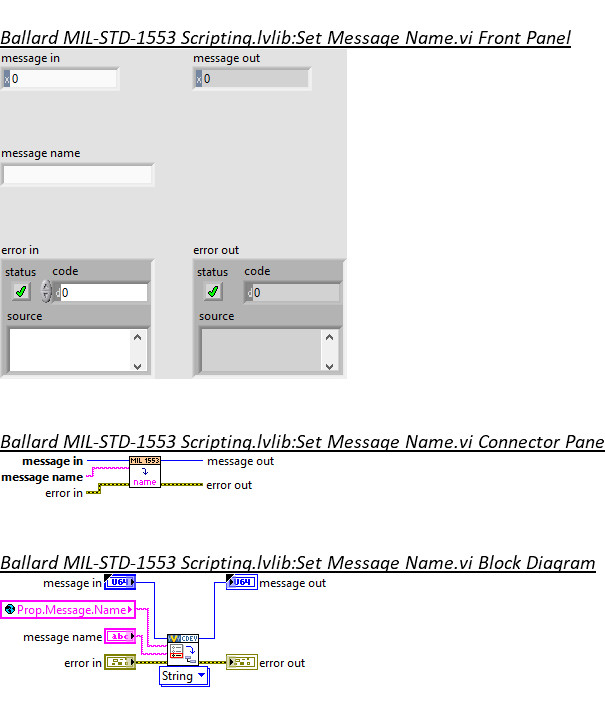 Ballard MIL-STD-1553 Scripting.lvlib:Set Message Name.vi Front Panel
message in message out
x 0 x 0
message name
error in error out
status code status code
d 0 d 0
source source
Ballard MIL-STD-1553 Scripting.lvlib:Set Message Name.vi Connector Pane
message in MIL 1553 message out
message name name
error in error out
Ballard MIL-STD-1553 Scripting.lvlib:Set Message Name.vi Block Diagram
message in U64 U64 message out
Prop.Message.Name
message name abc CDEV
error in error out
String